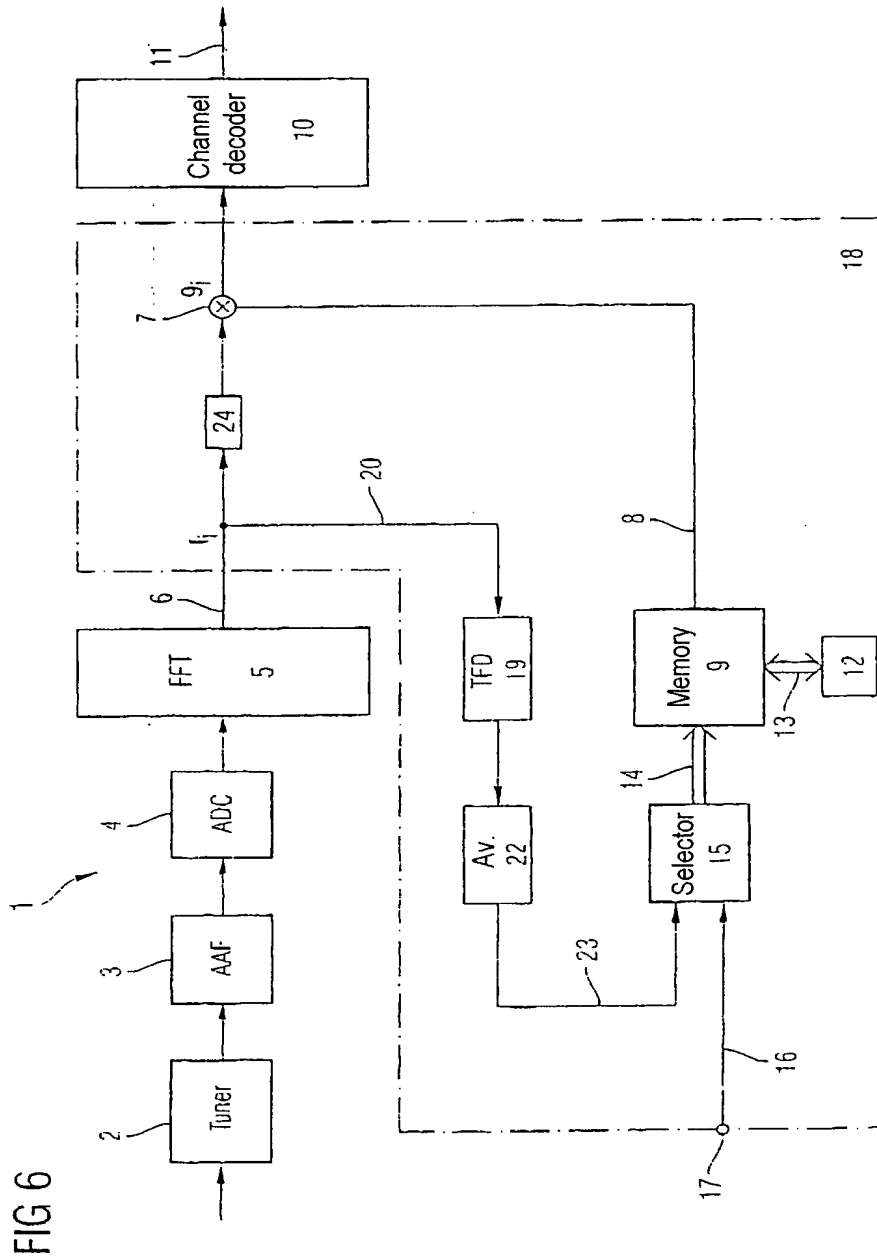 FIG 6
1
2
Tuner
3
AAF
4
ADC
FFT
5
6
r_i
24
7
9_i
Channel
decoder
10
11
20
TFD
19
Av.
22
23
Selector
15
14
Memory
9
8
13
12
16
17
18